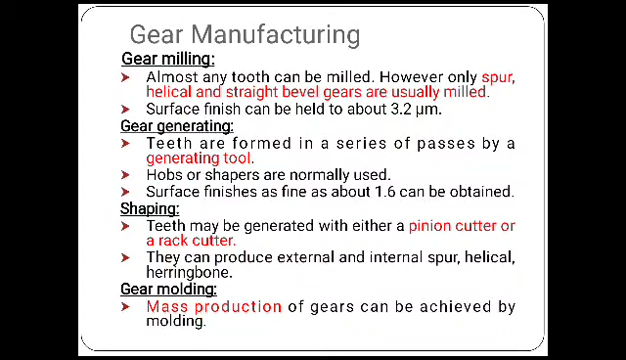 Gear Manufacturing
Gear milling:
➤ Almost any tooth can be milled. However only spur,
helical and straight bevel gears are usually milled.
➤ Surface finish can be held to about 3.2 μm.
Gear generating:
➤ Teeth are formed in a series of passes by a
generating tool.
➤ Hobs or shapers are normally used.
➤ Surface finishes as fine as about 1.6 can be obtained.
Shaping:
➤ Teeth may be generated with either a pinion cutter or
a rack cutter.
➤ They can produce external and internal spur, helical,
herringbone.
Gear molding:
➤ Mass production of gears can be achieved by
molding.